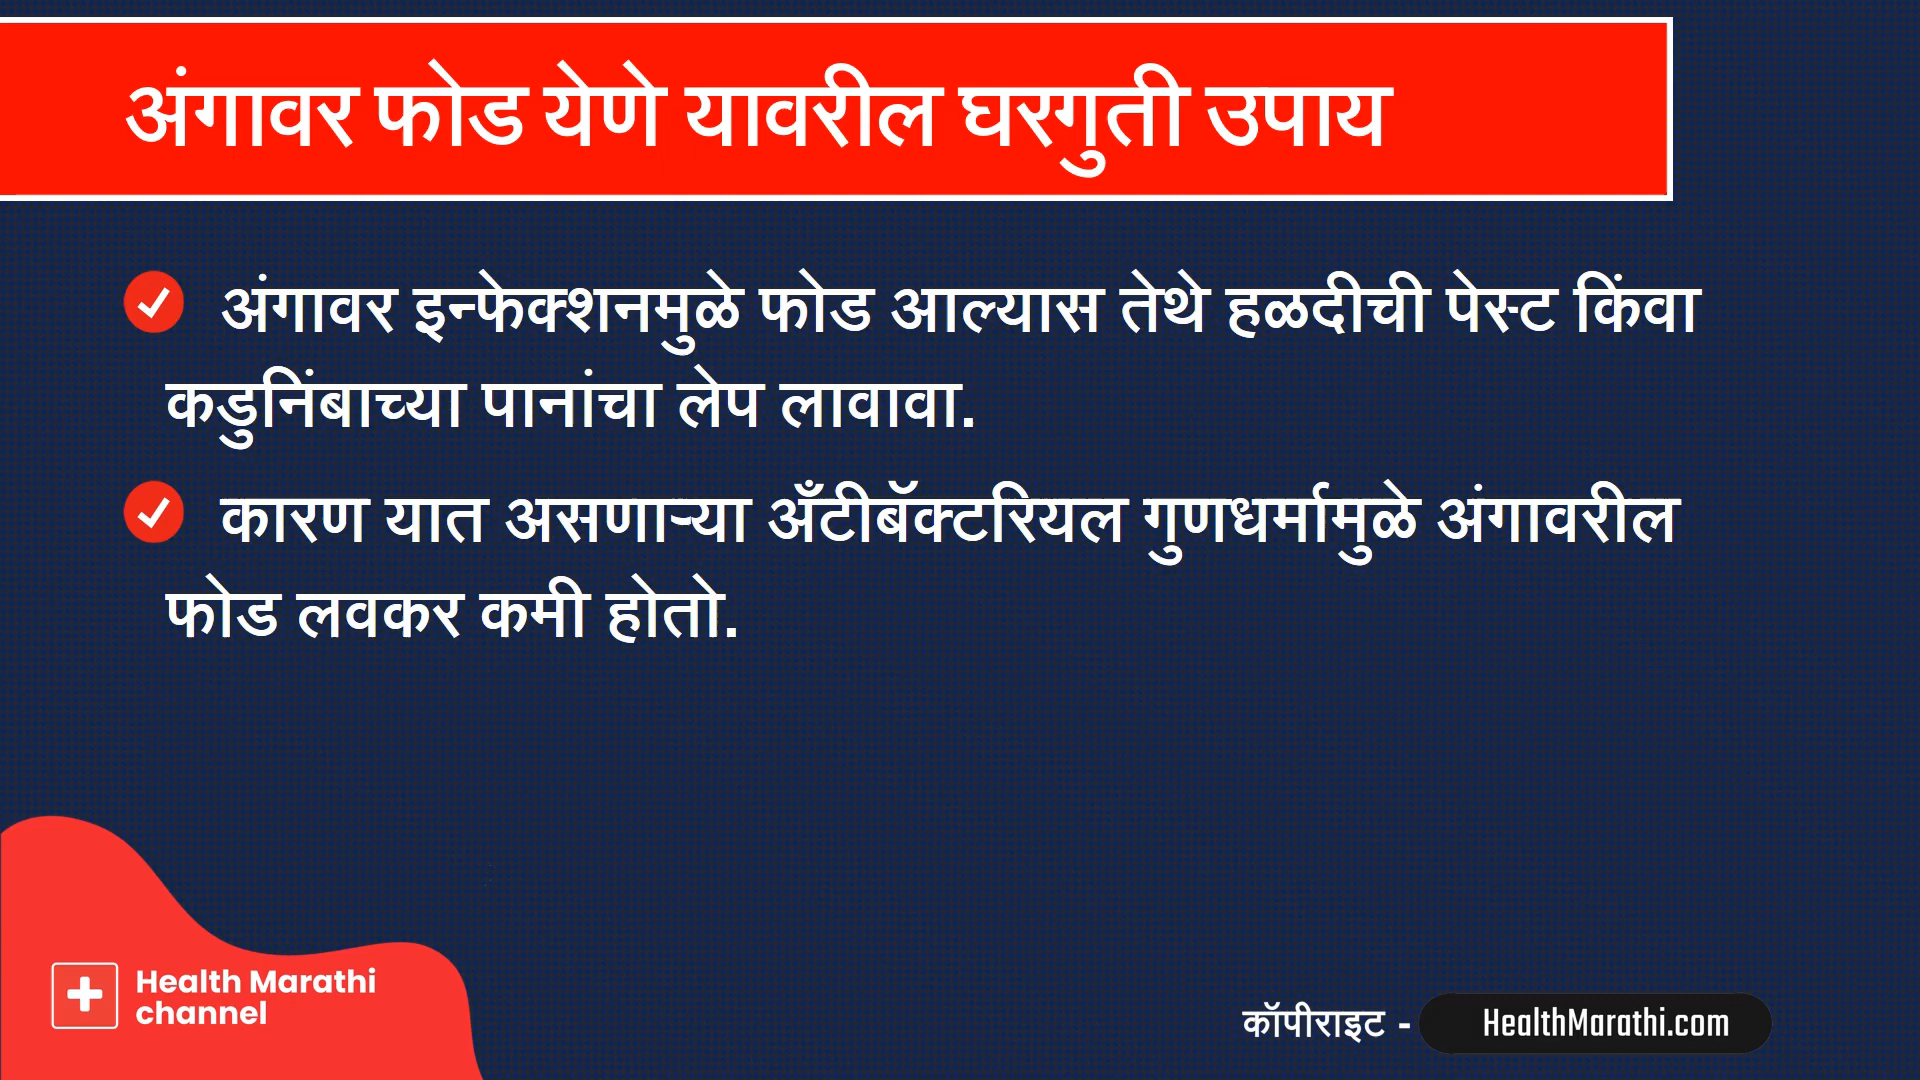 अंगावर फोड येणे यावरील घरगुती उपाय
अंगावर इन्फेक्शनमुळे फोड आल्यास तेथे हळदीची पेस्ट किंवा
कडुनिंबाच्या पानांचा लेप लावावा.
कारण यात असणाऱ्या अँटीबॅक्टरियल गुणधर्मामुळे अंगावरील
फोड लवकर कमी होतो.
Health Marathi
channel
कॉपीराइट - HealthMarathi.com